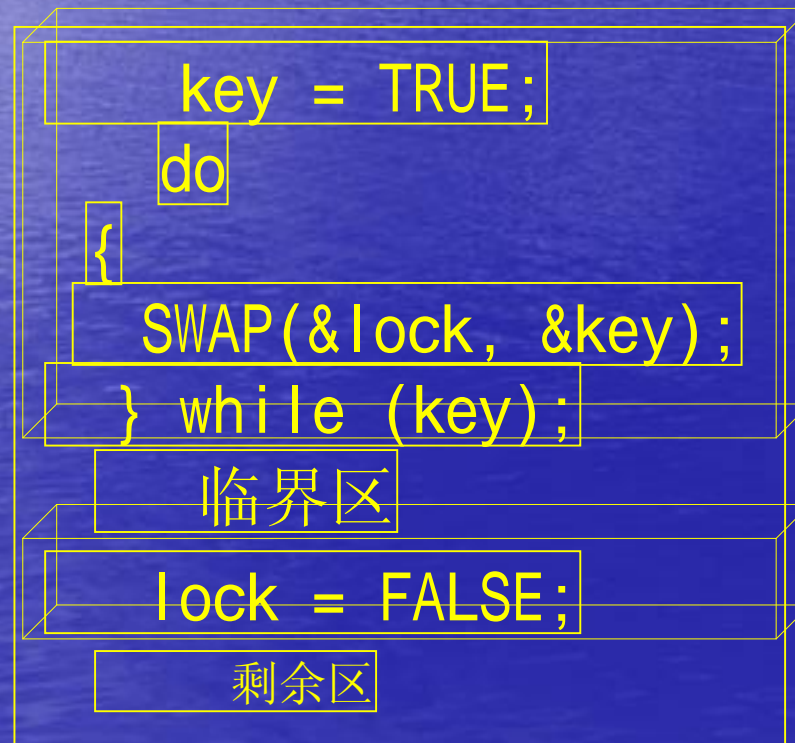 key = TRUE;
do
{
SWAP(&lock, &key);
} while (key);
临界区
lock = FALSE;
剩余区